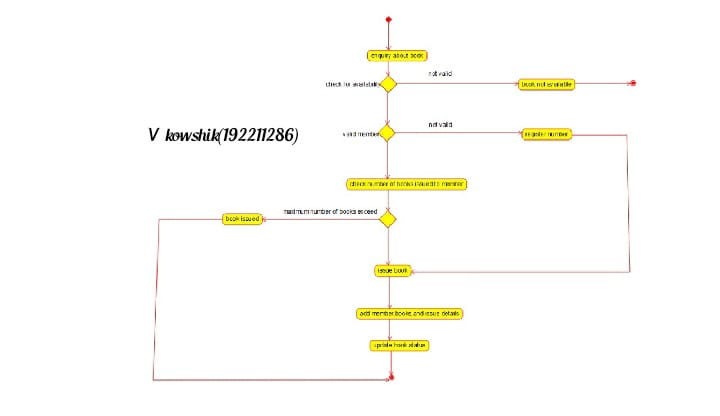 enquiry about book
not valid
check for availability
book not available
not valid
V kowshik(192211286)
valid member
register number
check number of books issued to member
maximum number of books exceed
book issued
issue book
add member,books,and issue details
update book status